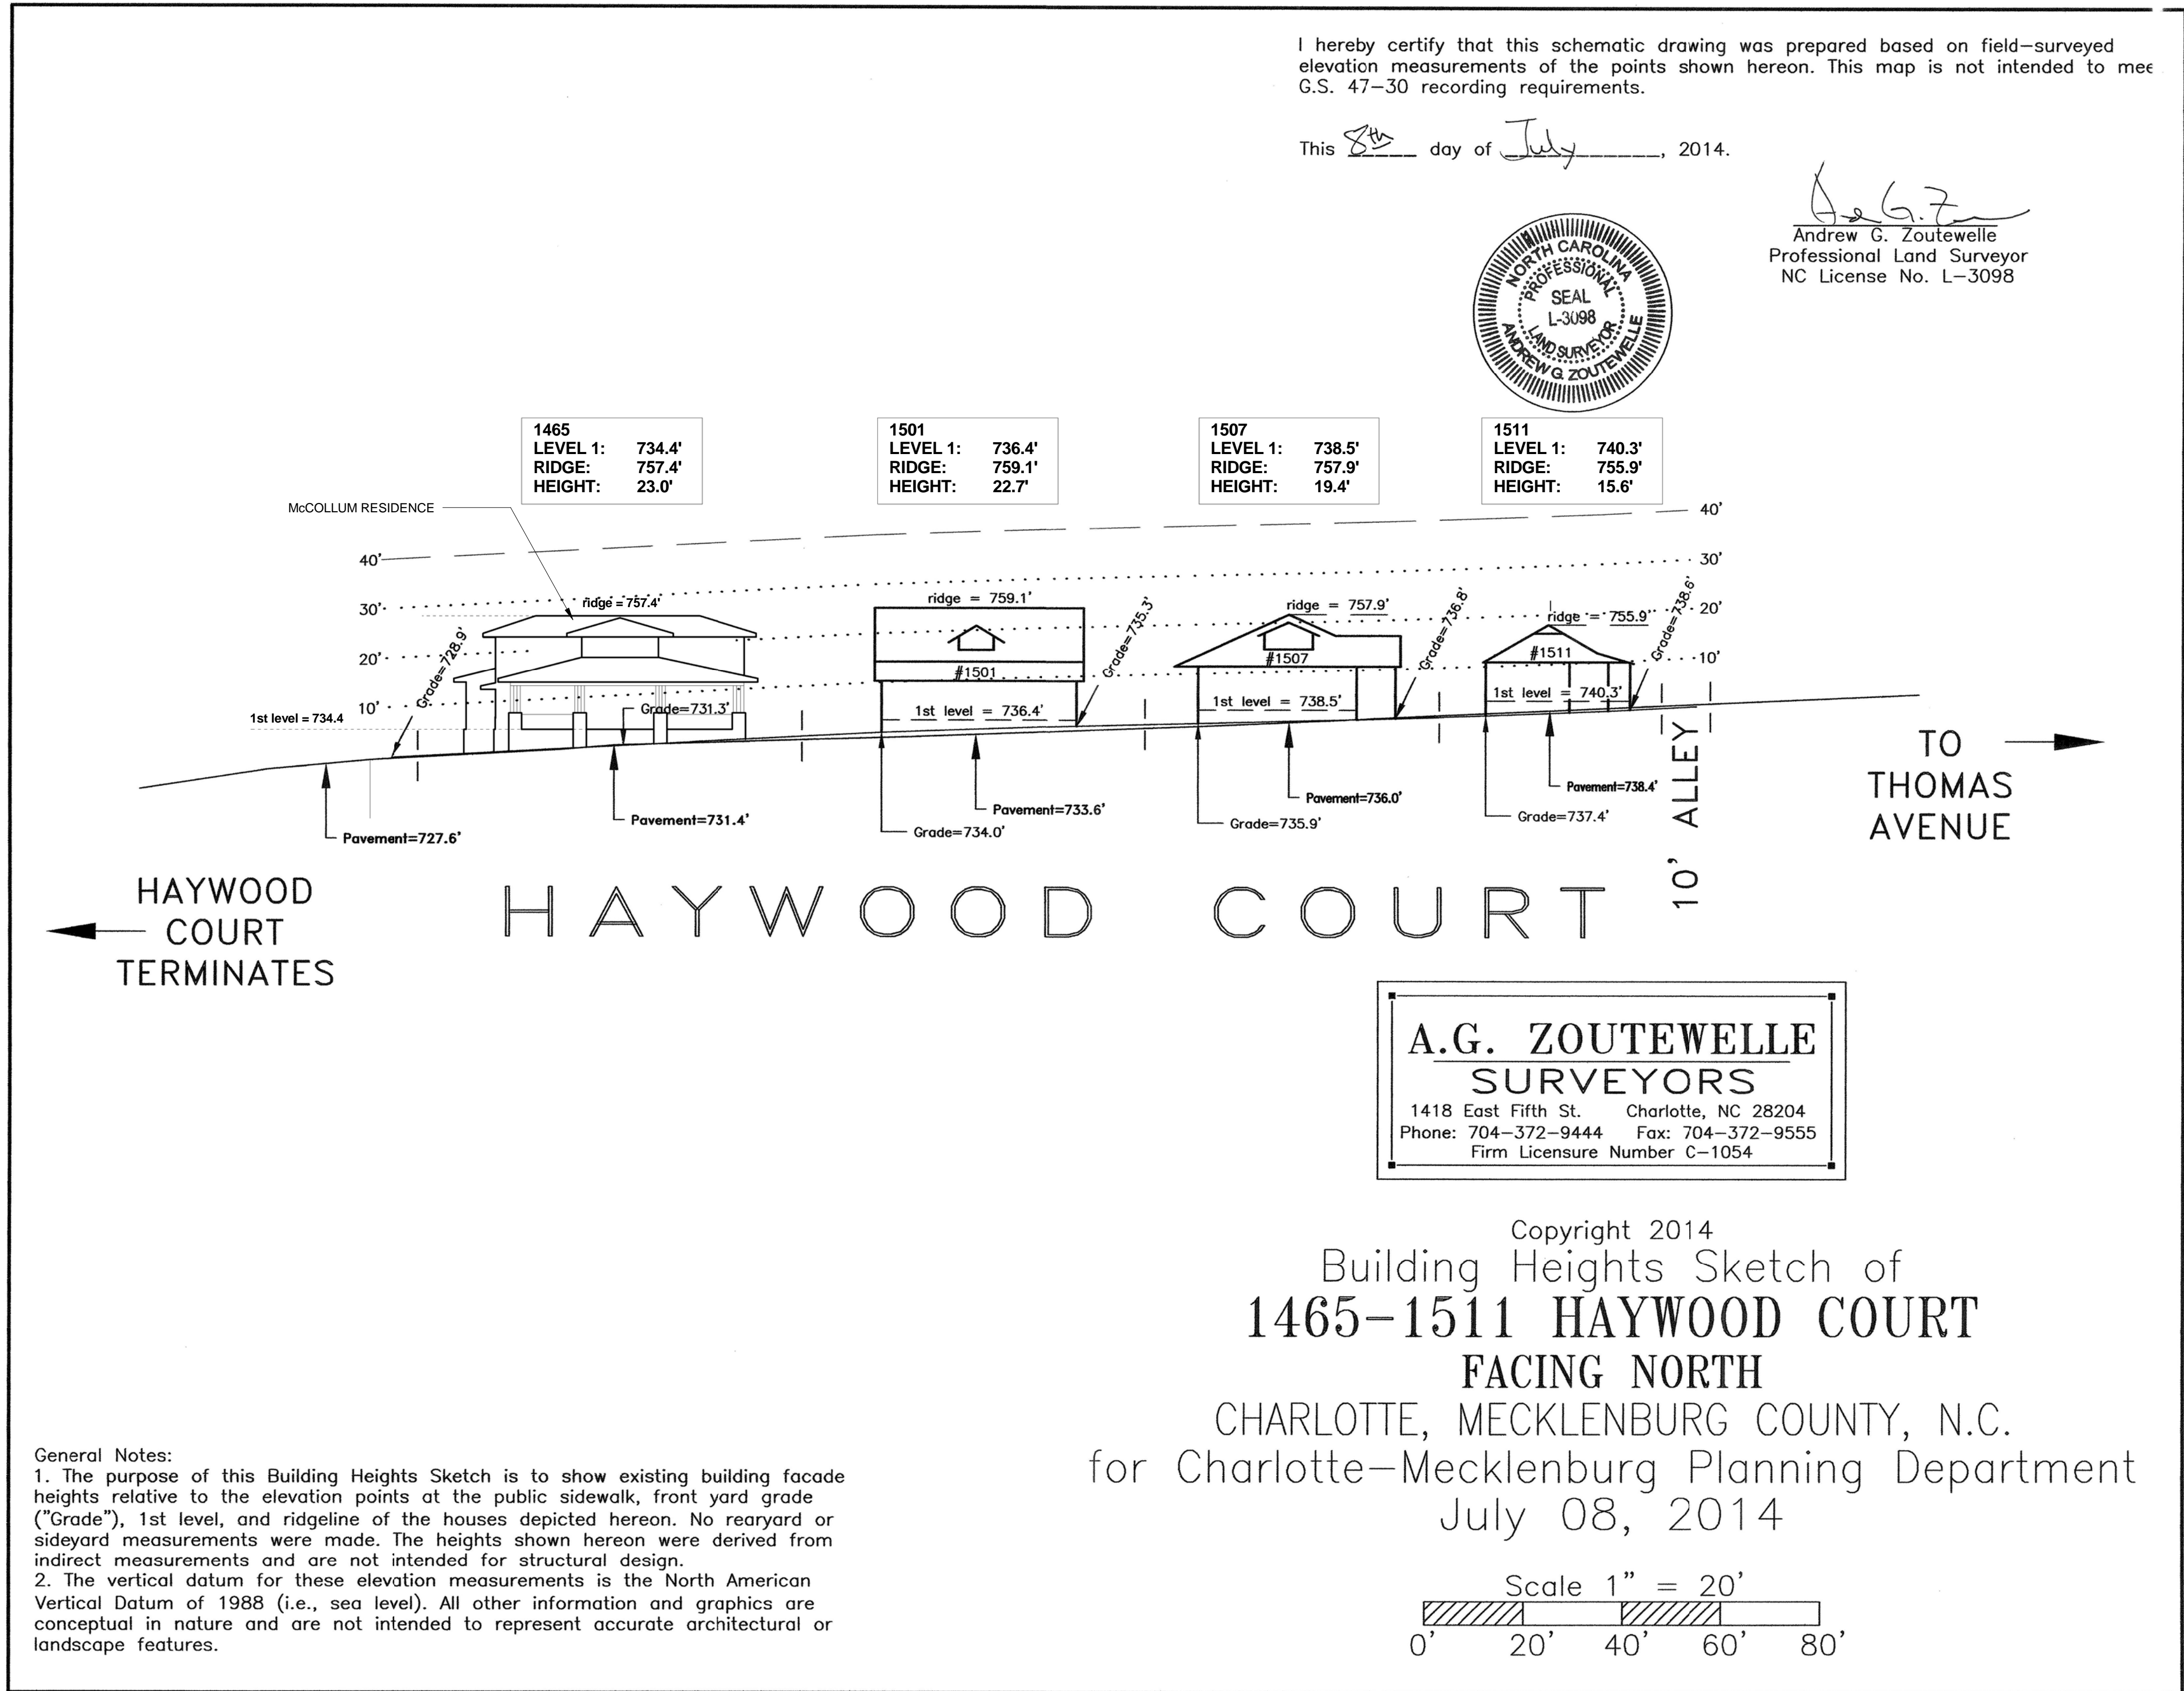 I hereby certify that this schematic drawing was prepared based on field-surveyed
elevation measurements of the points shown hereon. This map is not intended to mee
G.S. 47-30 recording requirements.
This 8th day of July, 2014.
Andrew G. Zoutewelle
Professional Land Surveyor
NC License No. L-3098
NORTH CAROLINA
PROFESSIONAL
SEAL
L-3098
LAND SURVEYOR
ANDREW G. ZOUTEWELLE
1465
LEVEL 1: 734.4'
RIDGE: 757.4'
HEIGHT: 23.0'
1501
LEVEL 1: 736.4'
RIDGE: 759.1'
HEIGHT: 22.7'
1507
LEVEL 1: 738.5'
RIDGE: 757.9'
HEIGHT: 19.4'
1511
LEVEL 1: 740.3'
RIDGE: 755.9'
HEIGHT: 15.6'
McCOLLUM RESIDENCE
40'
30'
20'
10'
1st level = 734.4
Grade=728.9'
ridge = 757.4'
Grade=731.3'
ridge = 759.1'
#1501
1st level = 736.4'
Grade=735.3'
ridge = 757.9'
#1507
1st level = 738.5'
Grade=736.8'
ridge = 755.9'
#1511
1st level = 740.3'
Grade=738.6'
40'
30'
20'
10'
Pavement=727.6'
Pavement=731.4'
Grade=734.0'
Pavement=733.6'
Grade=735.9'
Pavement=736.0'
Grade=737.4'
Pavement=738.4'
10' ALLEY
TO
THOMAS
AVENUE
HAYWOOD
COURT
TERMINATES
HAYWOOD COURT
A.G. ZOUTEWELLE
SURVEYORS
1418 East Fifth St. Charlotte, NC 28204
Phone: 704-372-9444 Fax: 704-372-9555
Firm Licensure Number C-1054
Copyright 2014
Building Heights Sketch of
1465-1511 HAYWOOD COURT
FACING NORTH
CHARLOTTE, MECKLENBURG COUNTY, N.C.
for Charlotte-Mecklenburg Planning Department
July 08, 2014
Scale 1" = 20'
0' 20' 40' 60' 80'
General Notes:
1. The purpose of this Building Heights Sketch is to show existing building facade
heights relative to the elevation points at the public sidewalk, front yard grade
("Grade"), 1st level, and ridgeline of the houses depicted hereon. No rearyard or
sideyard measurements were made. The heights shown hereon were derived from
indirect measurements and are not intended for structural design.
2. The vertical datum for these elevation measurements is the North American
Vertical Datum of 1988 (i.e., sea level). All other information and graphics are
conceptual in nature and are not intended to represent accurate architectural or
landscape features.